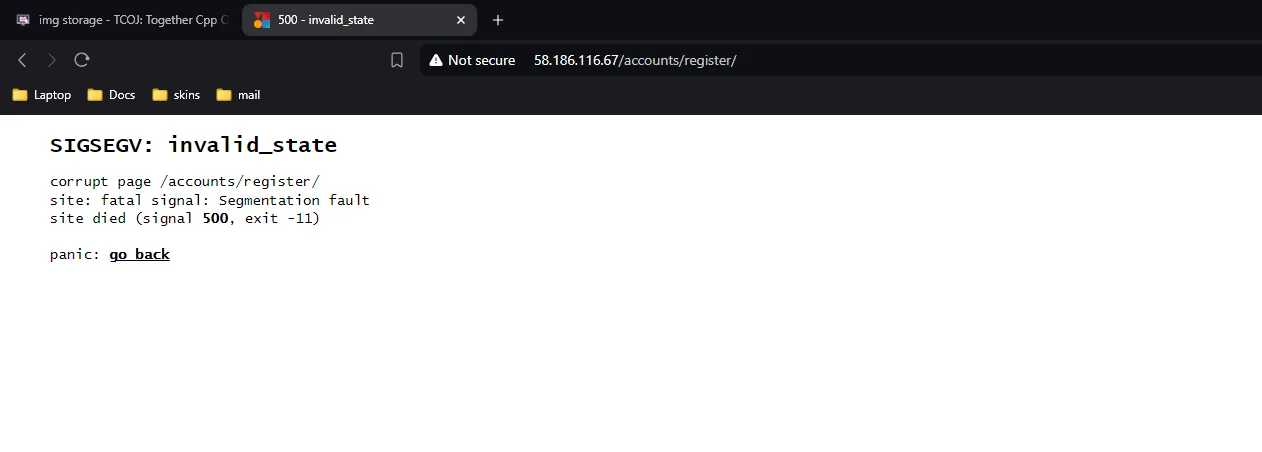 img storage - TCOJ: Together Cpp
500 - invalid_state
Not secure 58.186.116.67/accounts/register/
Laptop Docs skins mail
SIGSEGV: invalid_state
corrupt page /accounts/register/
site: fatal signal: Segmentation fault
site died (signal 500, exit -11)
panic: go back